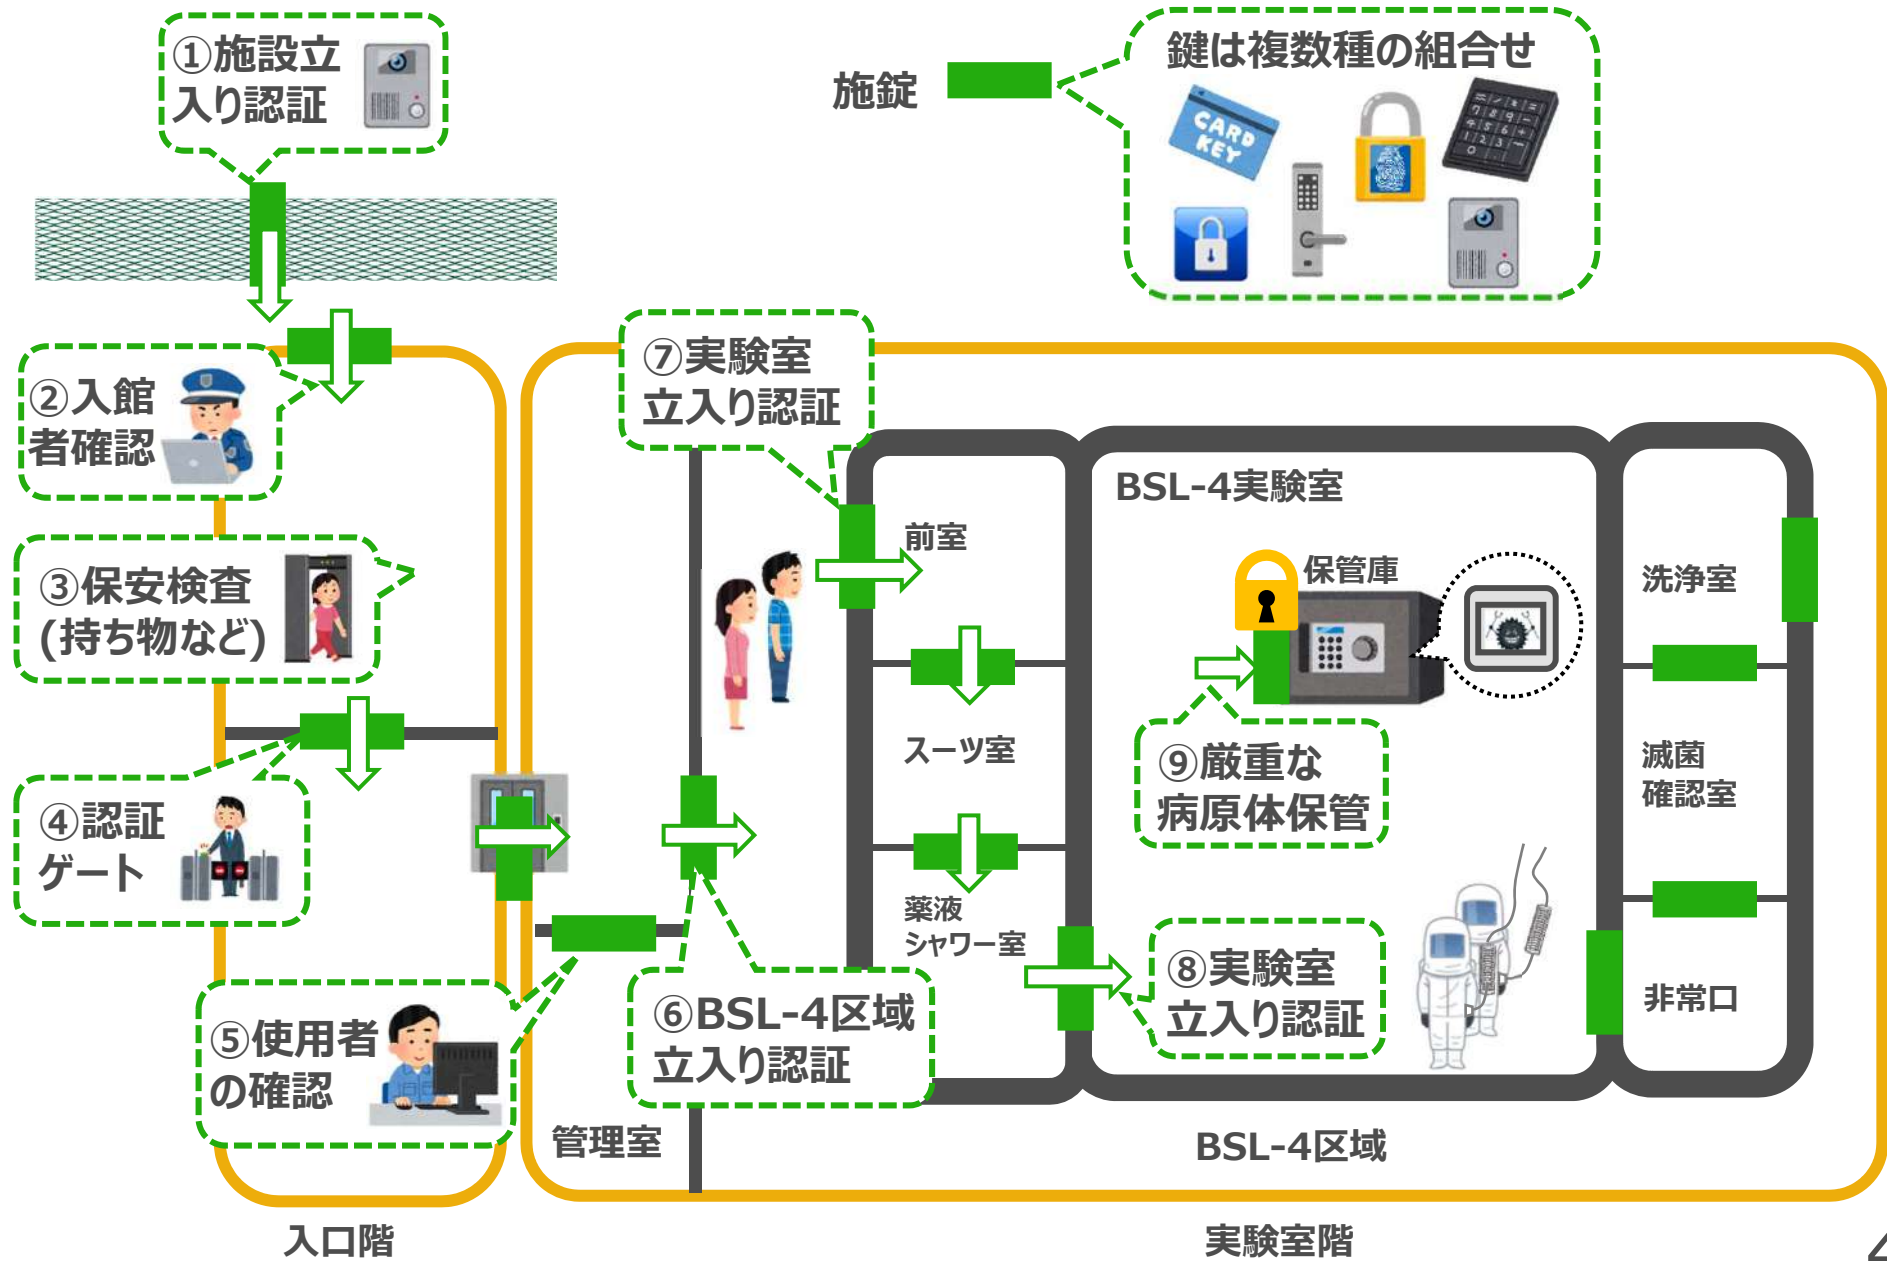 ①施設立
入り認証
施錠
鍵は複数種の組合せ
CARD
KEY
②入館
者確認
③保安検査
(持ち物など)
④認証
ゲート
⑤使用者
の確認
⑥BSL-4区域
立入り認証
⑦実験室
立入り認証
前室
スーツ室
薬液
シャワー室
BSL-4実験室
保管庫
⑨厳重な
病原体保管
⑧実験室
立入り認証
洗浄室
滅菌
確認室
非常口
管理室
BSL-4区域
入口階
実験室階